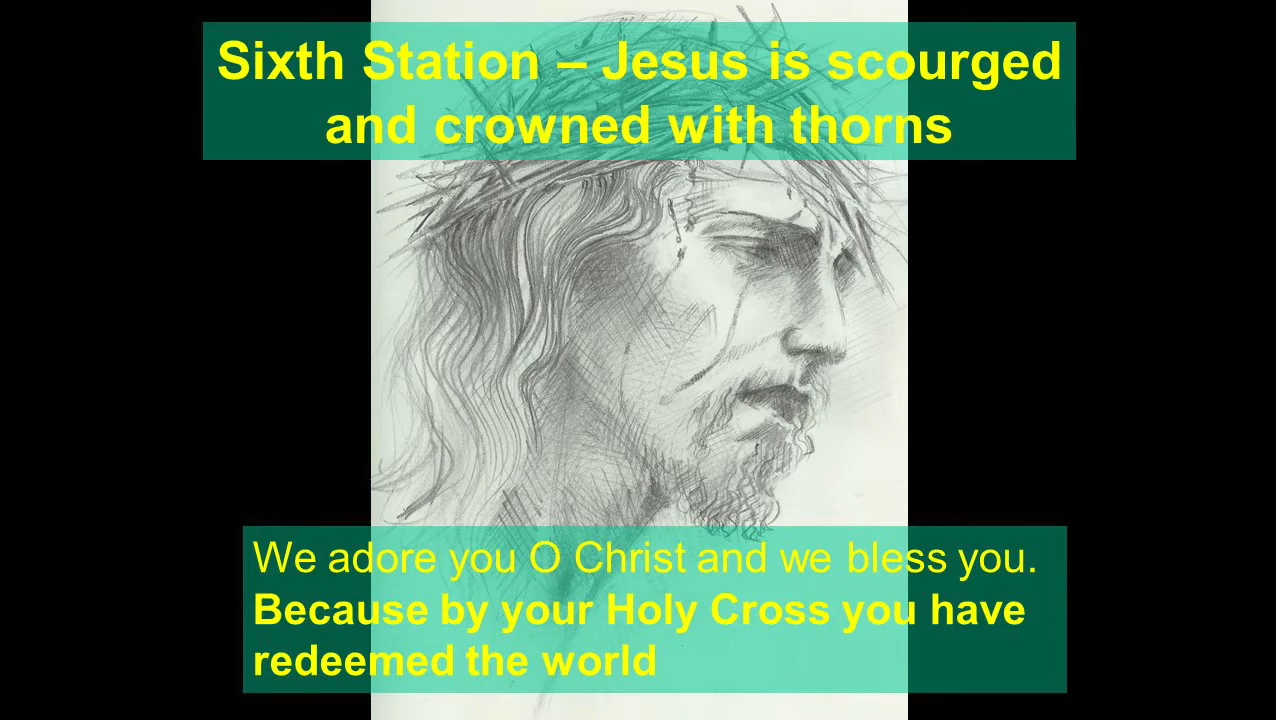 Sixth Station – Jesus is scourged
and crowned with thorns
We adore you O Christ and we bless you.
Because by your Holy Cross you have
redeemed the world